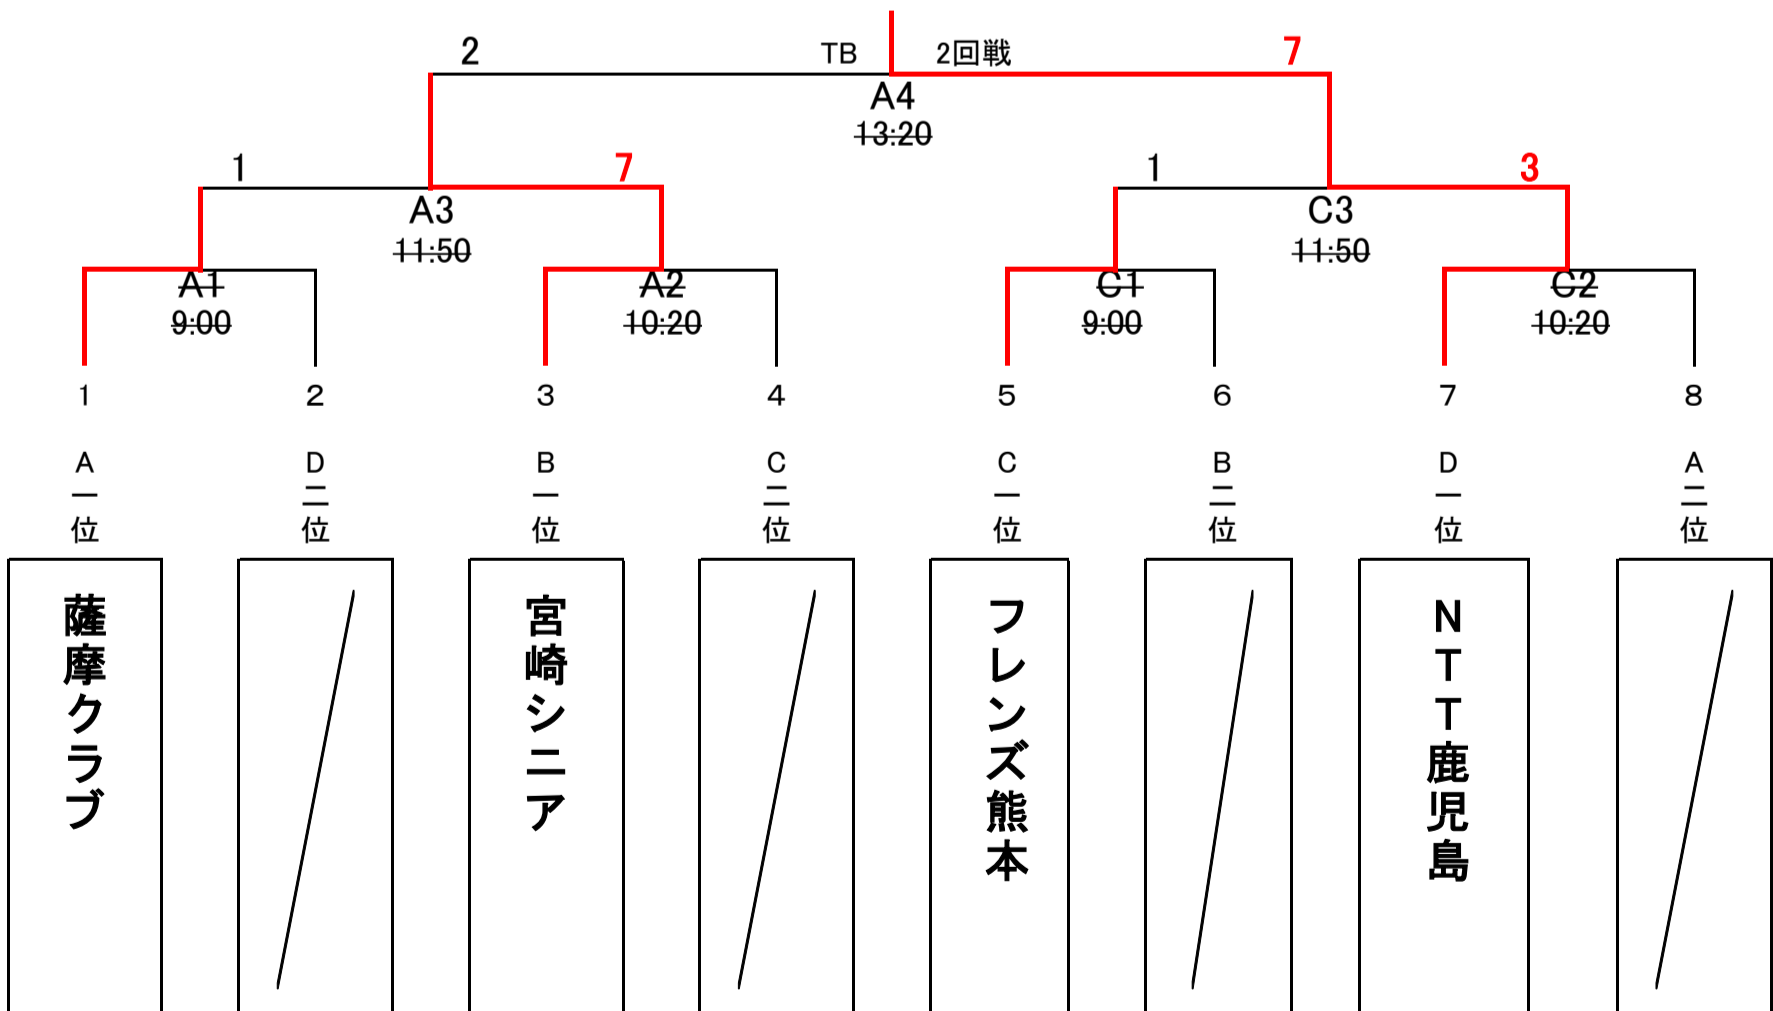 2 TB 2回戦 7
A4
13:20
1 7 1 3
A3 C3
11:50 11:50
A1 A2 C1 C2
9:00 10:20 9:00 10:20
1 2 3 4 5 6 7 8
A一位
D二位
B一位
C二位
C一位
B二位
D一位
A二位
薩摩クラブ
宮崎シニア
フレンズ熊本
NTT鹿児島